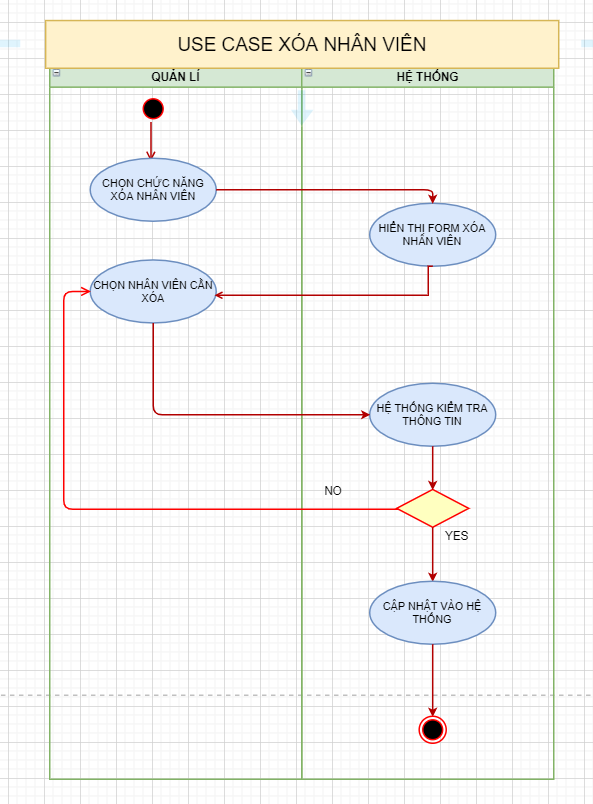 USE CASE XÓA NHÂN VIÊN
QUẢN LÍ
HỆ THỐNG
CHỌN CHỨC NĂNG
XÓA NHÂN VIÊN
HIỂN THỊ FORM XÓA
NHÂN VIÊN
CHỌN NHÂN VIÊN CẦN
XÓA
HỆ THỐNG KIỂM TRA
THÔNG TIN
NO
YES
CẬP NHẬT VÀO HỆ
THỐNG